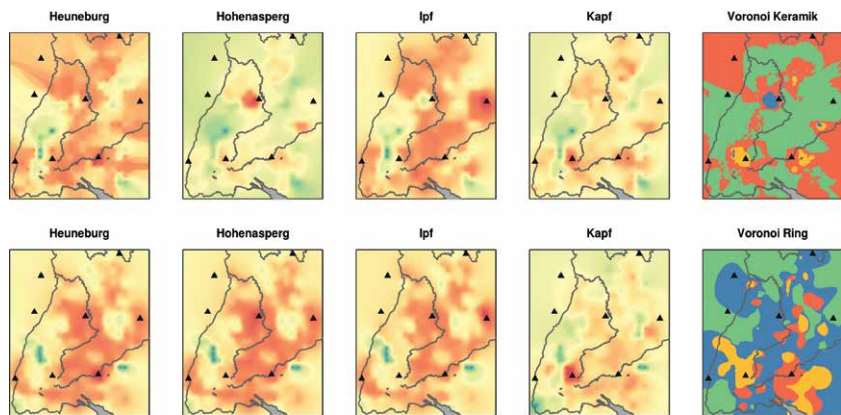 Heuneburg Hohenasperg Ipf Kapf Voronoi Keramik
Heuneburg Hohenasperg Ipf Kapf Voronoi Ring